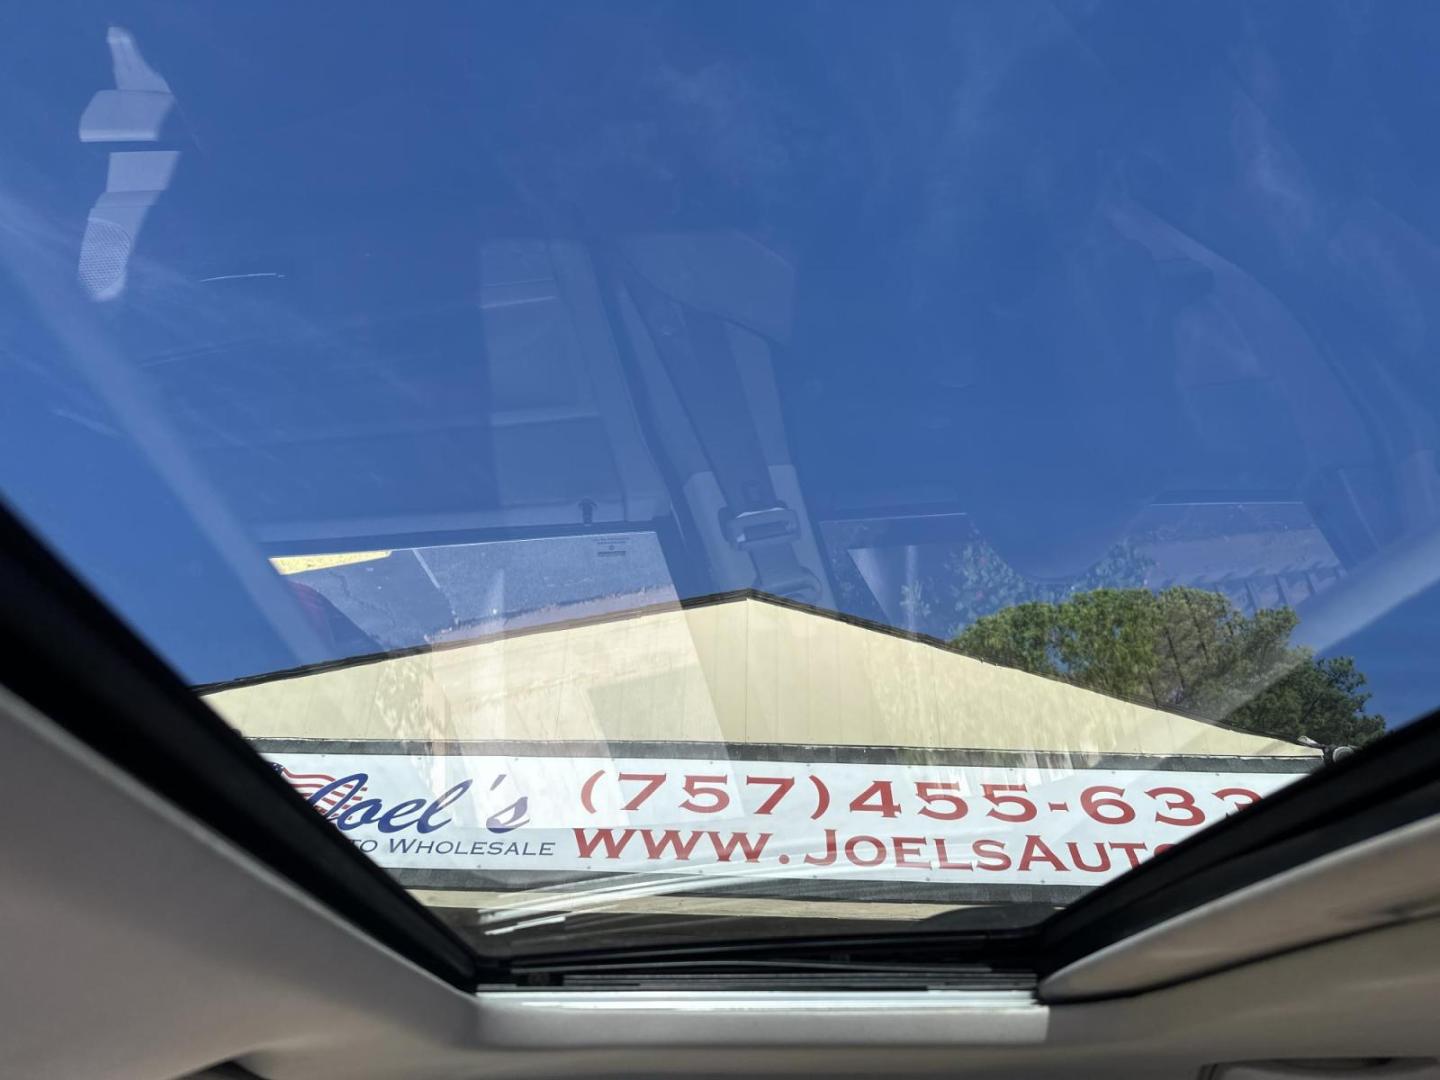 Joel's
TO WHOLESALE
(757) 455-633
WWW.JOELSAUTO